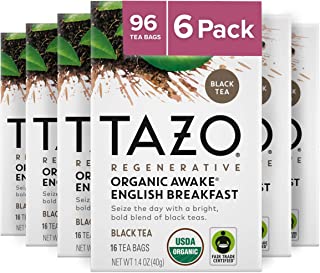 96
TEA BAGS
6 Pack
BLACK
TEA
TAZO®
REGENERATIVE
ORGANIC AWAKE®
ENGLISH BREAKFAST
Seize the day with a bright,
bold blend of black teas.
BLACK TEA
16 TEA BAGS
NET WT 1.4 OZ (40g)
USDA
ORGANIC
FAIR TRADE
CERTIFIED